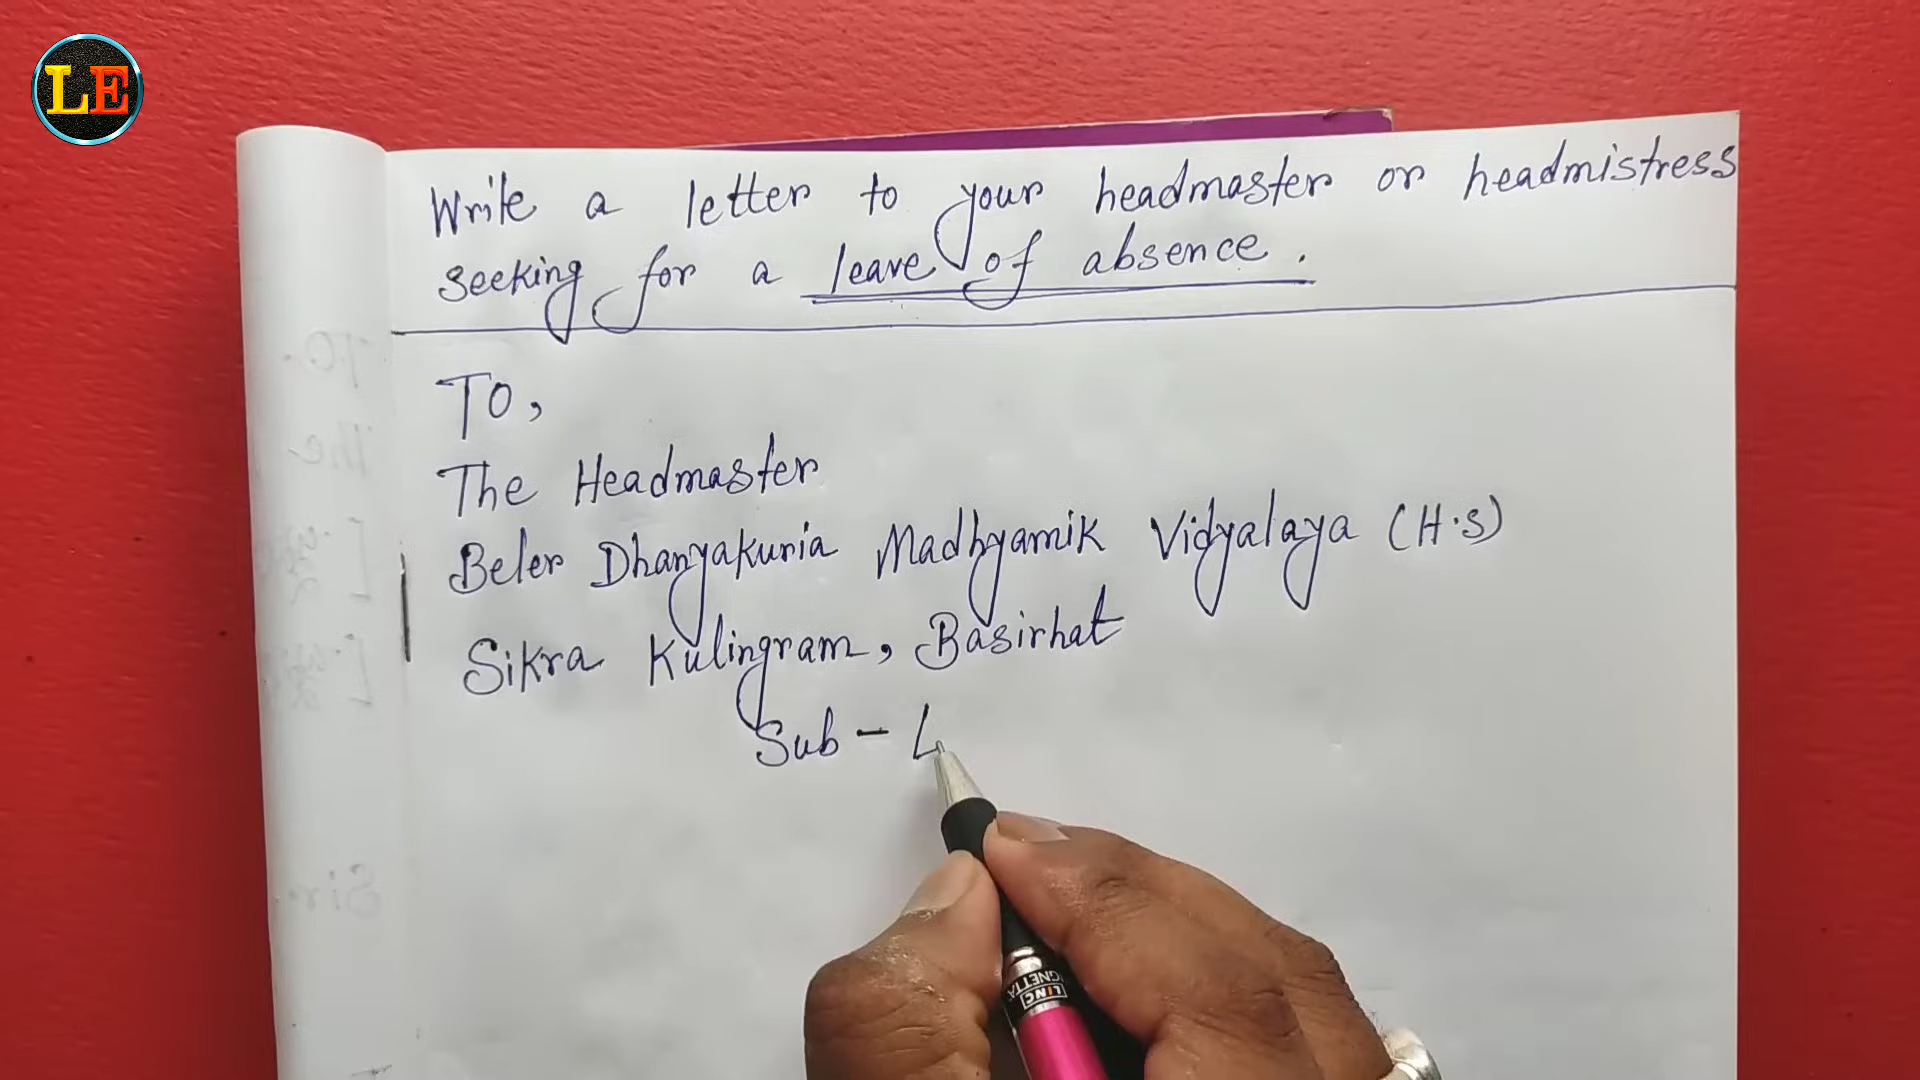 LE
Write a letter to your headmaster or headmistress
seeking for a leave of absence.
TO,
The Headmaster
Beler Dhanyakuria Madhyamik Vidyalaya (H.S)
Sikra Kulingram, Basirhat
Sub - L
LINC